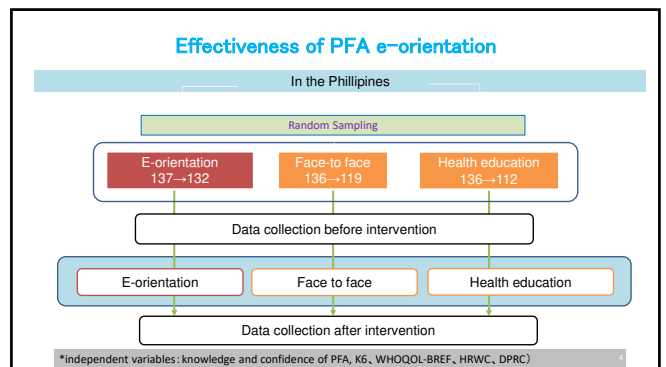 Effectiveness of PFA e-orientation
In the Phillipines
Random Sampling
E-orientation
137→132
Face-to face
136→119
Health education
136→112
Data collection before intervention
E-orientation
Face to face
Health education
Data collection after intervention
*independent variables：knowledge and confidence of PFA, K6、WHOQOL-BREF、HRWC、DPRC）
4